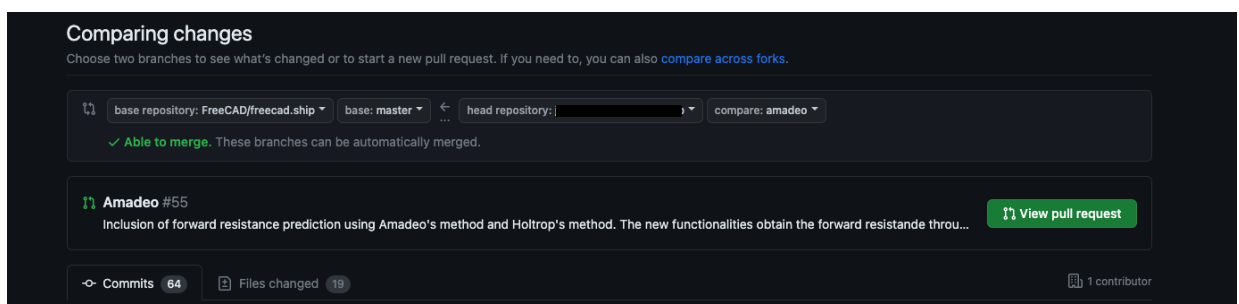 Comparing changes
Choose two branches to see what's changed or to start a new pull request. If you need to, you can also compare across forks.
base repository: FreeCAD/freecad.ship base: master ← ... head repository: compare: amadeo
✓ Able to merge. These branches can be automatically merged.
Amadeo #55
View pull request
Inclusion of forward resistance prediction using Amadeo's method and Holtrop's method. The new functionalities obtain the forward resistande throu...
Commits 64 Files changed 19 1 contributor